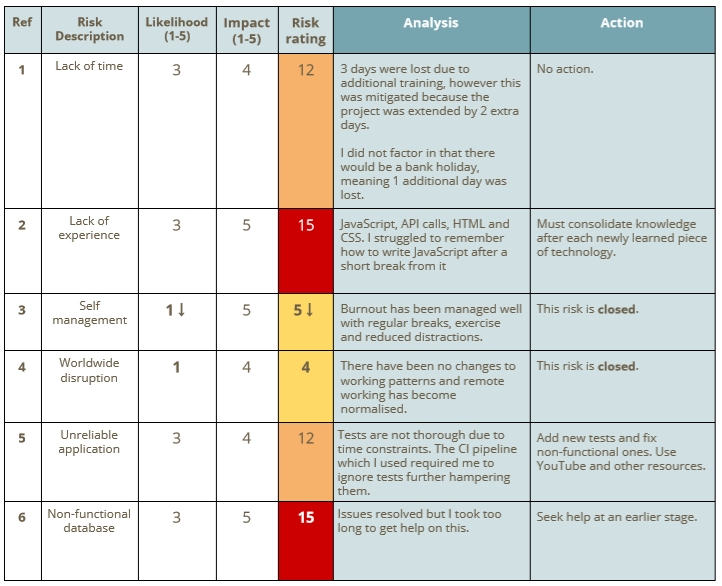 Ref
Risk
Description
Likelihood
(1-5)
Impact
(1-5)
Risk
rating
Analysis
Action
1
Lack of time
3
4
12
3 days were lost due to
additional training, however this
was mitigated because the
project was extended by 2 extra
days.
I did not factor in that there
would be a bank holiday,
meaning 1 additional day was
lost.
No action.
2
Lack of
experience
3
5
15
JavaScript, API calls, HTML and
CSS. I struggled to remember
how to write JavaScript after a
short break from it
Must consolidate knowledge
after each newly learned piece
of technology.
3
Self
management
1↓
5
5↓
Burnout has been managed well
with regular breaks, exercise
and reduced distractions.
This risk is closed.
4
Worldwide
disruption
1
4
4
There have been no changes to
working patterns and remote
working has become
normalised.
This risk is closed.
5
Unreliable
application
3
4
12
Tests are not thorough due to
time constraints. The CI pipeline
which I used required me to
ignore tests further hampering
them.
Add new tests and fix
non-functional ones. Use
YouTube and other resources.
6
Non-functional
database
3
5
15
Issues resolved but I took too
long to get help on this.
Seek help at an earlier stage.